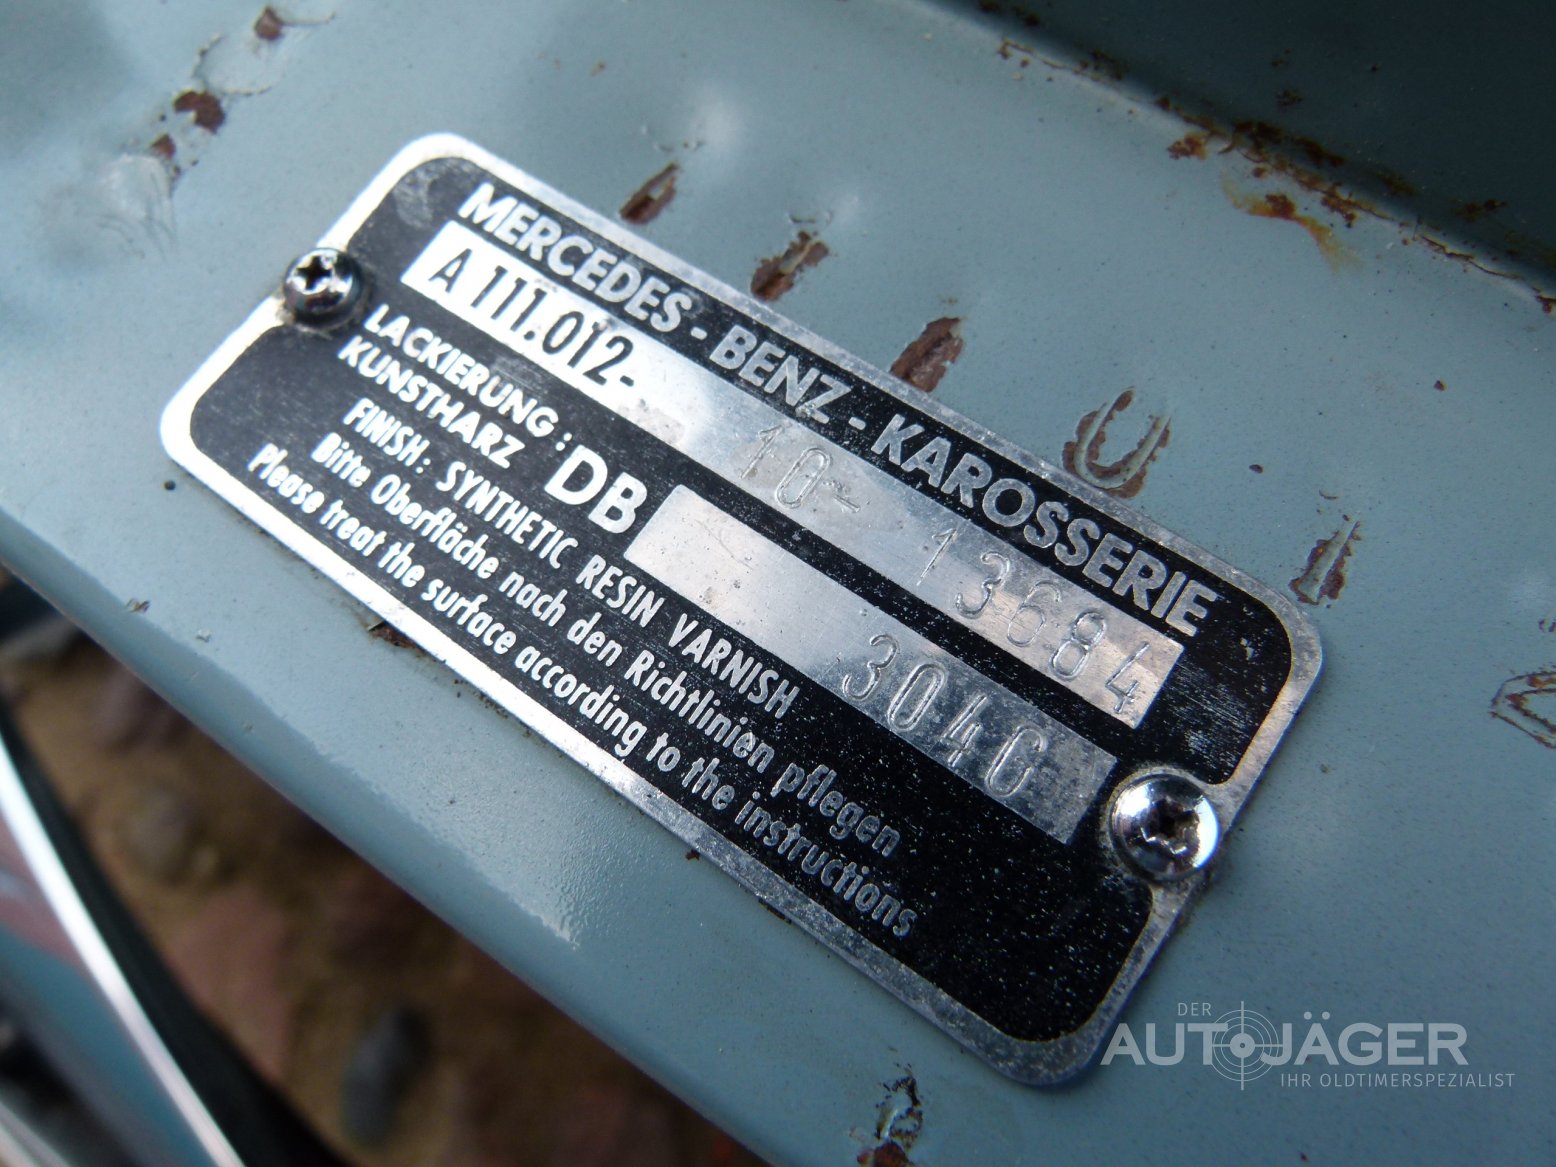 MERCEDES - BENZ - KAROSSERIE
A 111.012- 10- 13684
LACKIERUNG:
KUNSTHARZ DB 304G
FINISH: SYNTHETIC RESIN VARNISH
Bitte Oberfläche nach den Richtlinien pflegen
Please treat the surface according to the instructions
DER
AUTOJÄGER
IHR OLDTIMERSPEZIALIST